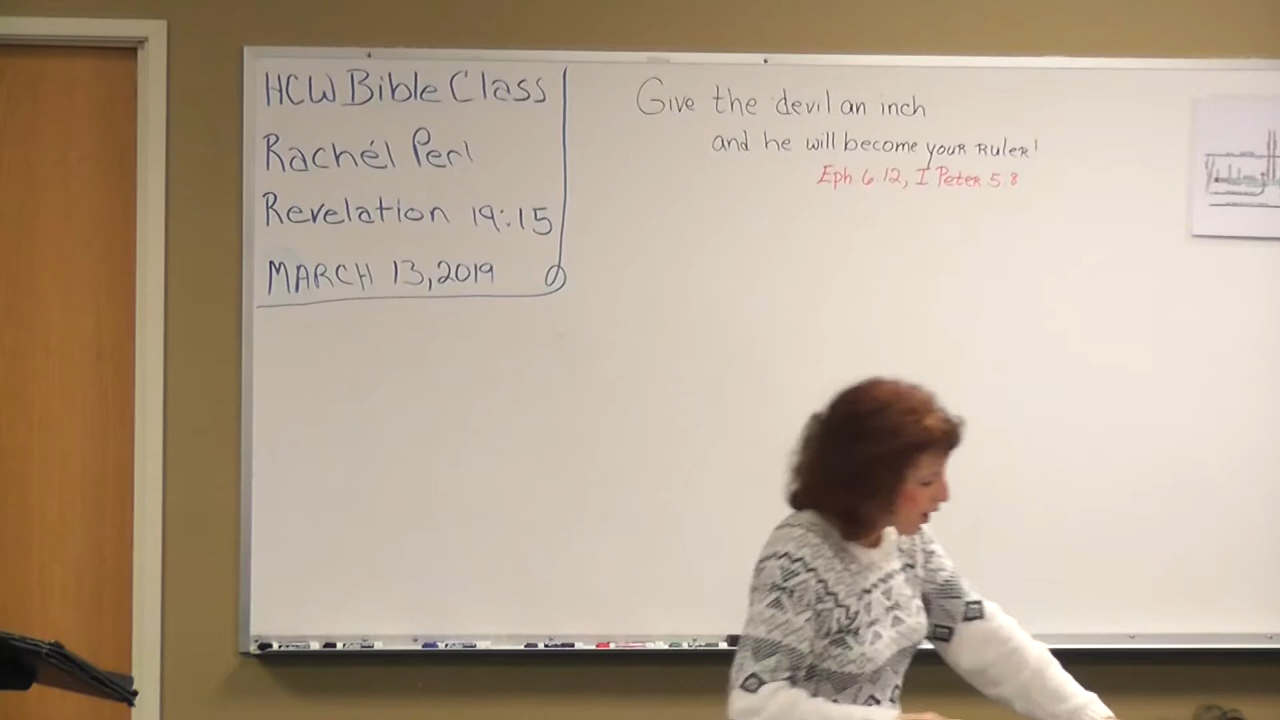 HCW Bible Class
Rachél Perl
Revelation 19:15
MARCH 13, 2019
Give the devil an inch
and he will become your Ruler!
Eph 6:12, I Peter 5:8